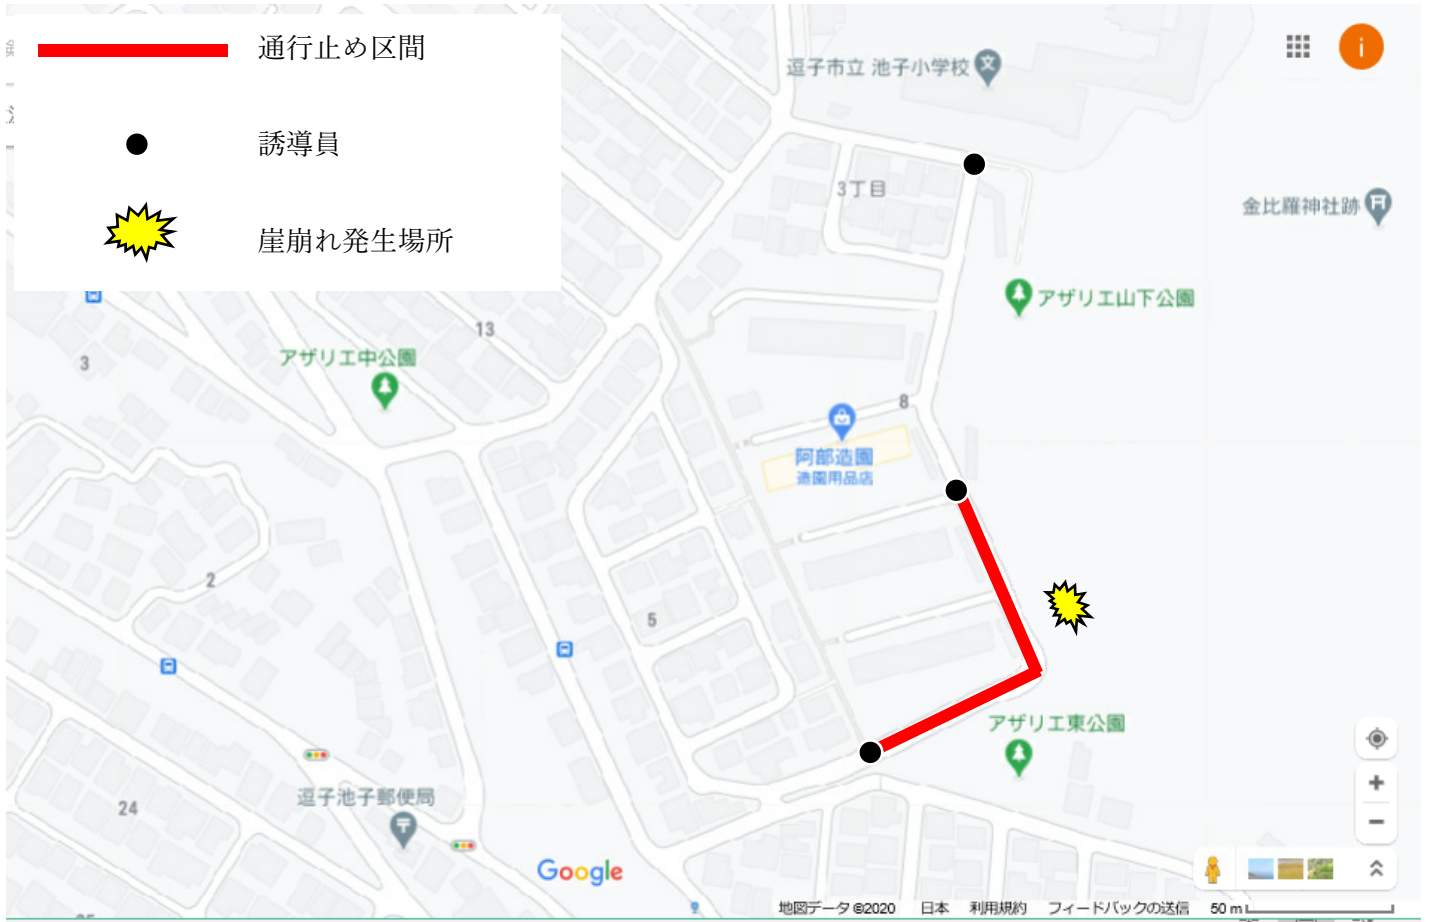 通行止め区間
誘導員
崖崩れ発生場所
i
逗子市立 池子小学校
文
3丁目
金比羅神社跡
アザリエ山下公園
13
アザリエ中公園
3
8
阿部造園
造園用品店
2
5
アザリエ東公園
逗子池子郵便局
24
Google
地図データ ©2020 日本 利用規約 フィードバックの送信 50 m